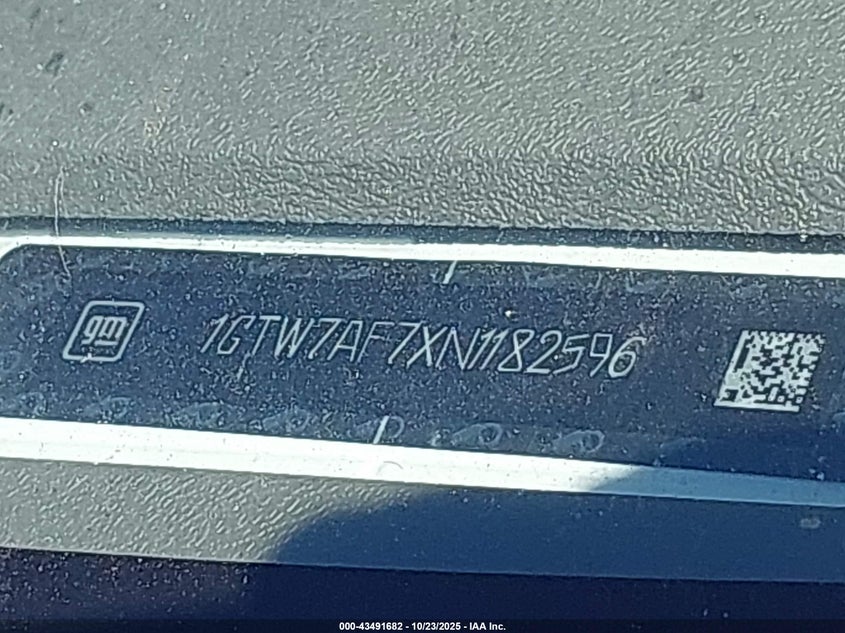 gm 1GTW7AF7XN1182596
000-43491682 - 10/23/2025 - IAA Inc.